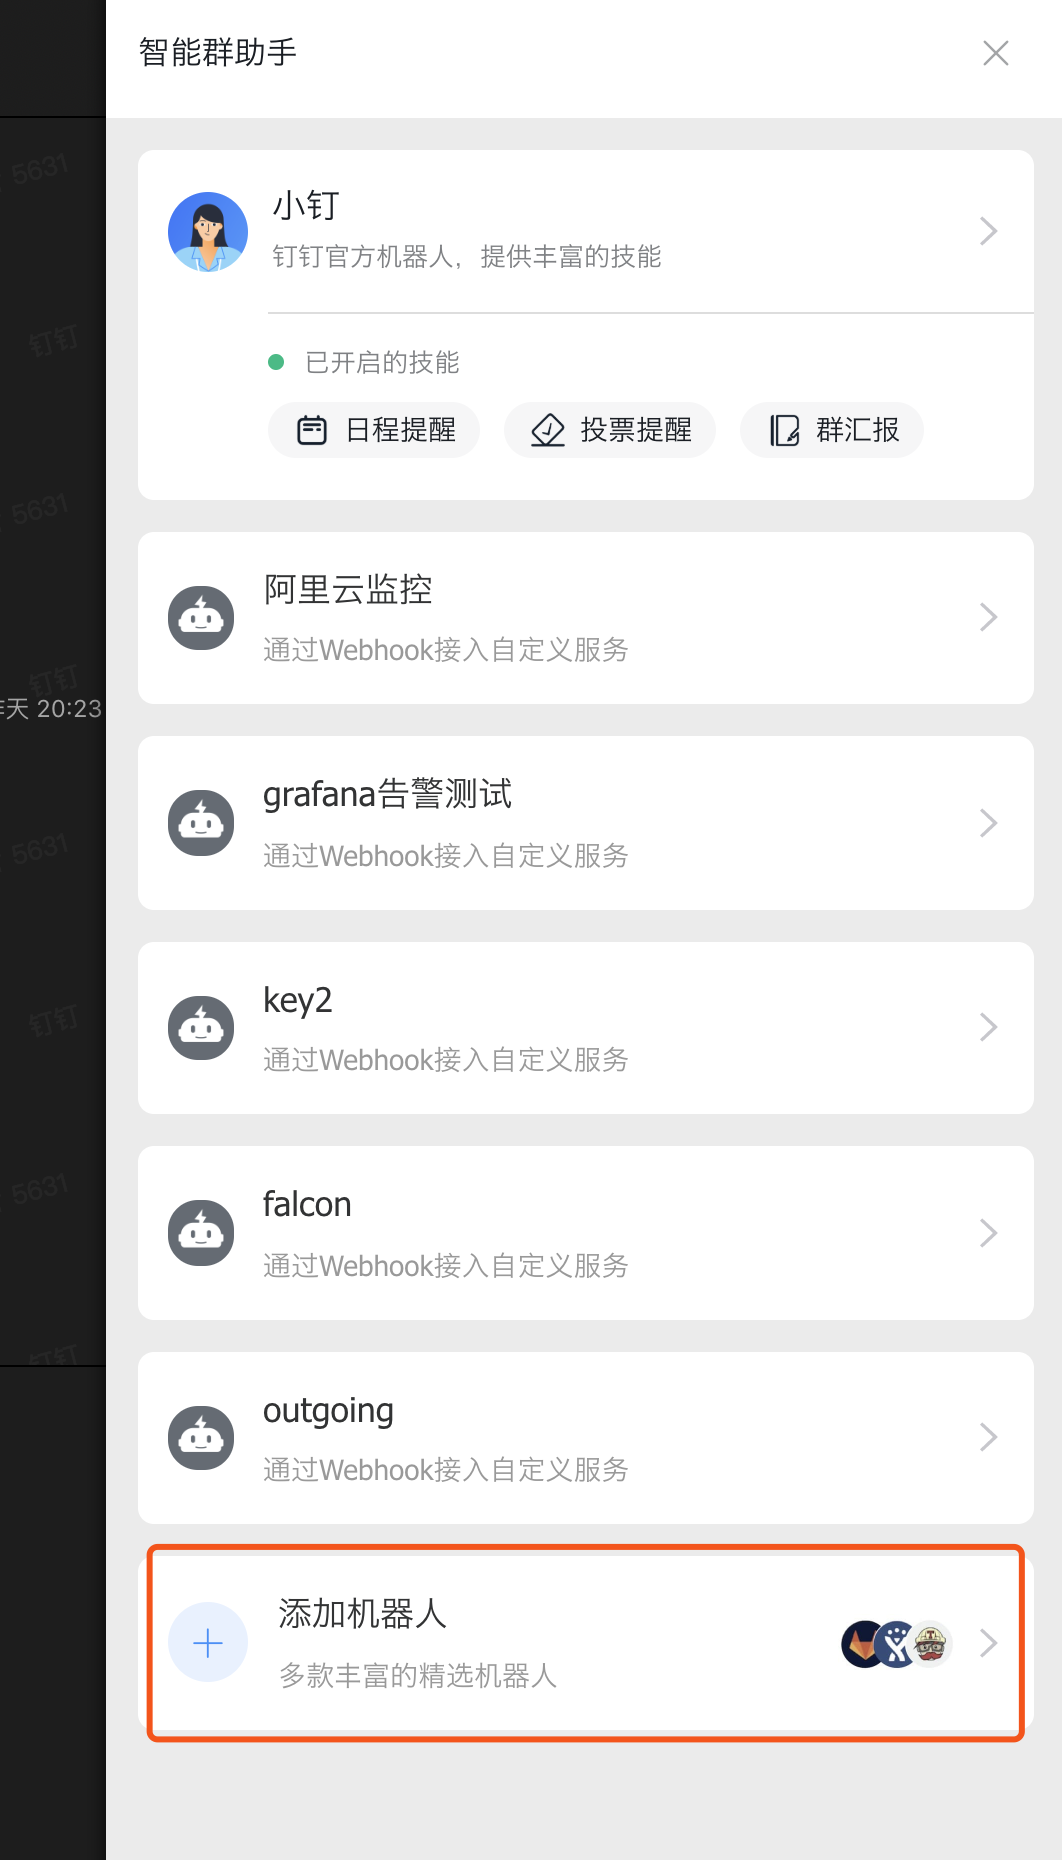 智能群助手
小钉
钉钉官方机器人，提供丰富的技能
已开启的技能
日程提醒 投票提醒 群汇报
阿里云监控
通过Webhook接入自定义服务
天 20:23
grafana告警测试
通过Webhook接入自定义服务
key2
通过Webhook接入自定义服务
falcon
通过Webhook接入自定义服务
outgoing
通过Webhook接入自定义服务
添加机器人
多款丰富的精选机器人
5631
钉钉
5631
钉钉
5631
钉钉
5631
钉钉